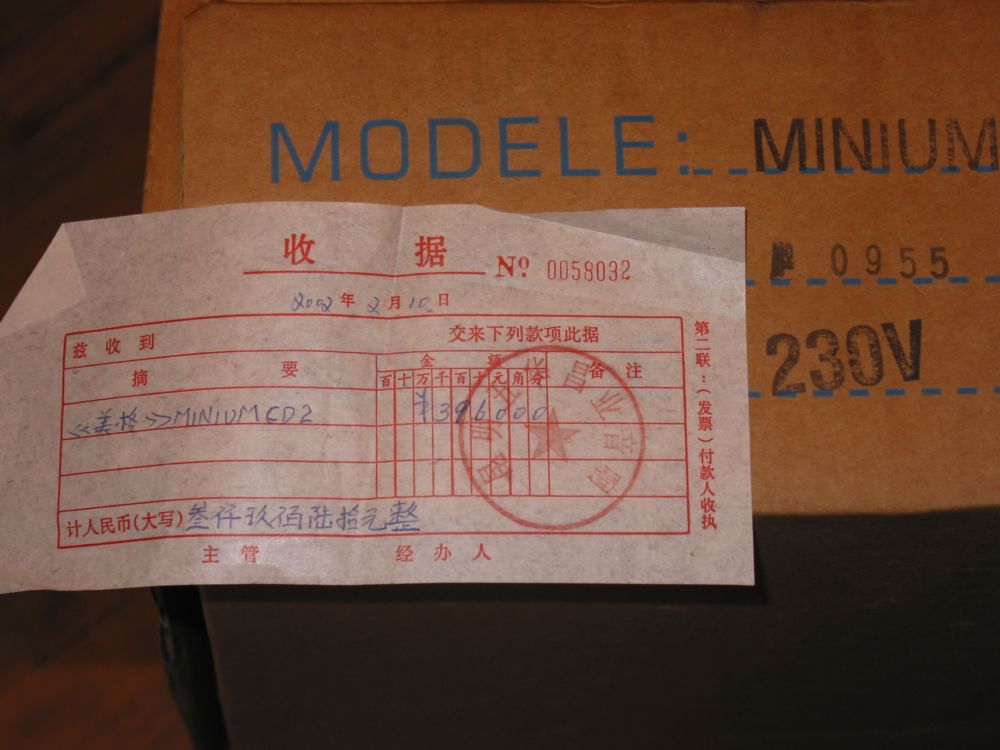 MODELE: MINIUM
0955
230V
收 据 Nº 0058032
2002 年 2 月 10 日
兹收到 交来下列款项此据
摘 要 金 额 备 注
百 十 万 千 百 十 元 角 分
《美格》MINIUM CD2 ¥396000
计人民币(大写) 叁仟玖佰陆拾元整
主 管 经 办 人
第二联:(发票)付款人收执